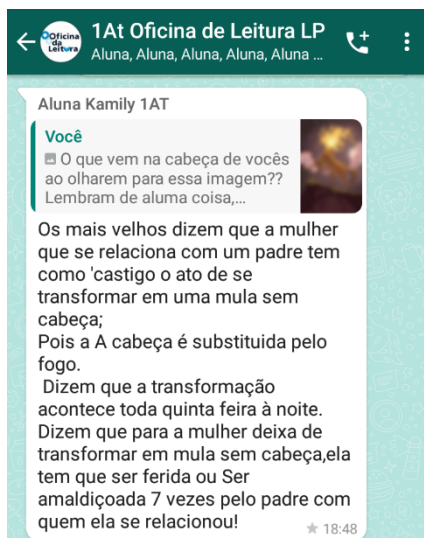 1At Oficina de Leitura LP
Oficina
da
Leitura
Aluna, Aluna, Aluna, Aluna, Aluna ...
Aluna Kamily 1AT
Você
O que vem na cabeça de vocês
ao olharem para essa imagem??
Lembram de aluma coisa,...
Os mais velhos dizem que a mulher
que se relaciona com um padre tem
como 'castigo o ato de se
transformar em uma mula sem
cabeça;
Pois a A cabeça é substituida pelo
fogo.
Dizem que a transformação
acontece toda quinta feira à noite.
Dizem que para a mulher deixa de
transformar em mula sem cabeça,ela
tem que ser ferida ou Ser
amaldiçoada 7 vezes pelo padre com
quem ela se relacionou!
18:48